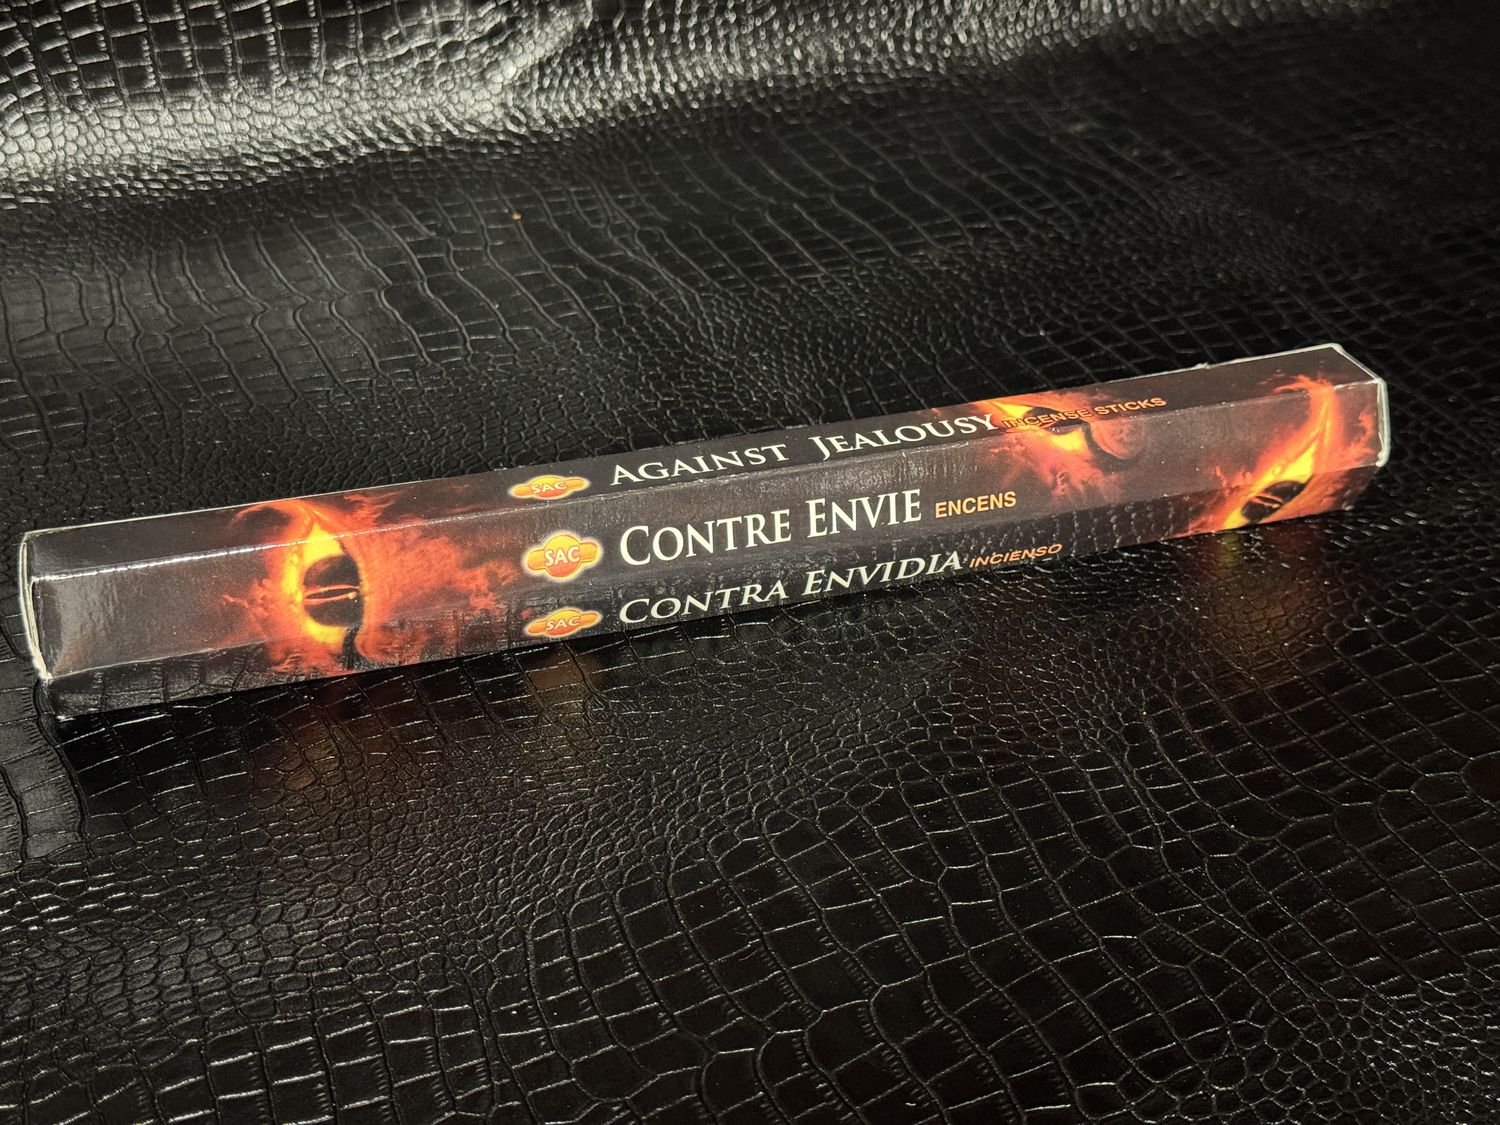 SAC AGAINST JEALOUSY INCENSE STICKS
SAC CONTRE ENVIE ENCENS
SAC CONTRA ENVIDIA INCIENSO